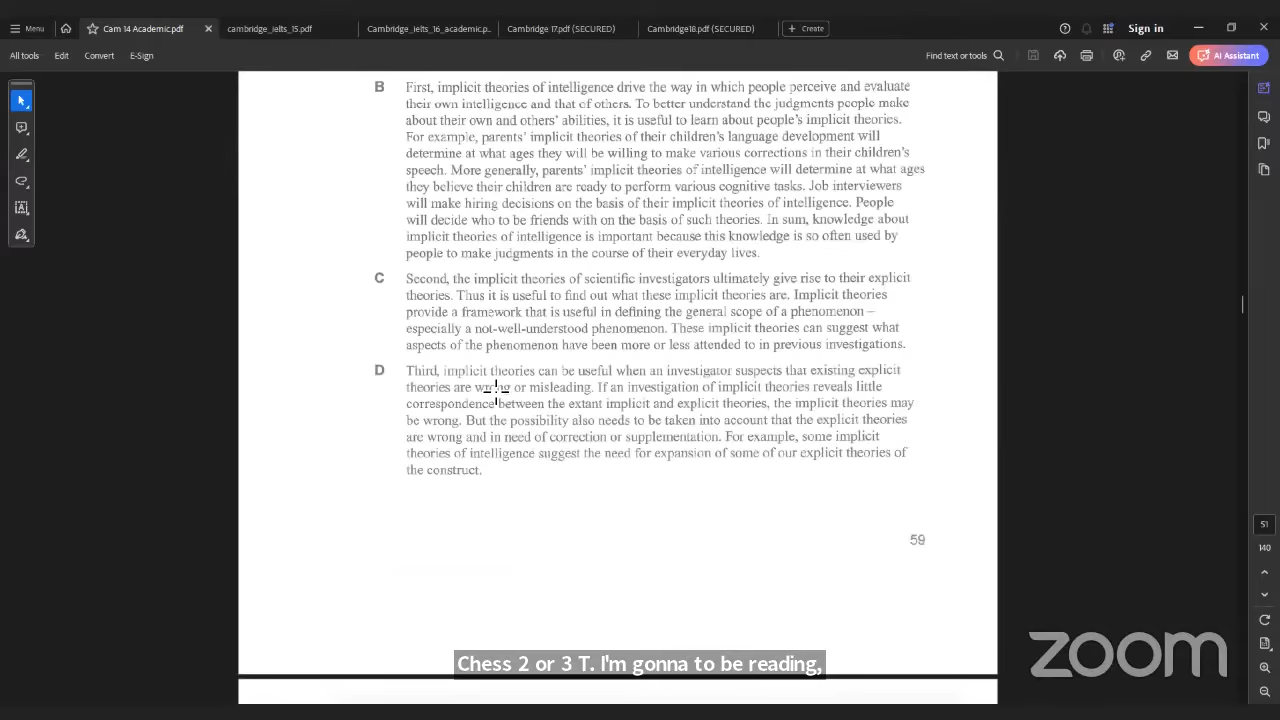 Menu
Cam 14 Academic.pdf
cambridge_ielts_15.pdf
Cambridge_ielts_16_academic.p...
Cambridge 17.pdf (SECURED)
Cambridge18.pdf (SECURED)
Create
Sign in
All tools
Edit
Convert
E-Sign
Find text or tools
AI Assistant
B First, implicit theories of intelligence drive the way in which people perceive and evaluate
their own intelligence and that of others. To better understand the judgments people make
about their own and others' abilities, it is useful to learn about people's implicit theories.
For example, parents' implicit theories of their children's language development will
determine at what ages they will be willing to make various corrections in their children's
speech. More generally, parents' implicit theories of intelligence will determine at what ages
they believe their children are ready to perform various cognitive tasks. Job interviewers
will make hiring decisions on the basis of their implicit theories of intelligence. People
will decide who to be friends with on the basis of such theories. In sum, knowledge about
implicit theories of intelligence is important because this knowledge is so often used by
people to make judgments in the course of their everyday lives.
C Second, the implicit theories of scientific investigators ultimately give rise to their explicit
theories. Thus it is useful to find out what these implicit theories are. Implicit theories
provide a framework that is useful in defining the general scope of a phenomenon –
especially a not-well-understood phenomenon. These implicit theories can suggest what
aspects of the phenomenon have been more or less attended to in previous investigations.
D Third, implicit theories can be useful when an investigator suspects that existing explicit
theories are wrong or misleading. If an investigation of implicit theories reveals little
correspondence between the extant implicit and explicit theories, the implicit theories may
be wrong. But the possibility also needs to be taken into account that the explicit theories
are wrong and in need of correction or supplementation. For example, some implicit
theories of intelligence suggest the need for expansion of some of our explicit theories of
the construct.
59
51
140
Chess 2 or 3 T. I'm gonna to be reading,
zoom